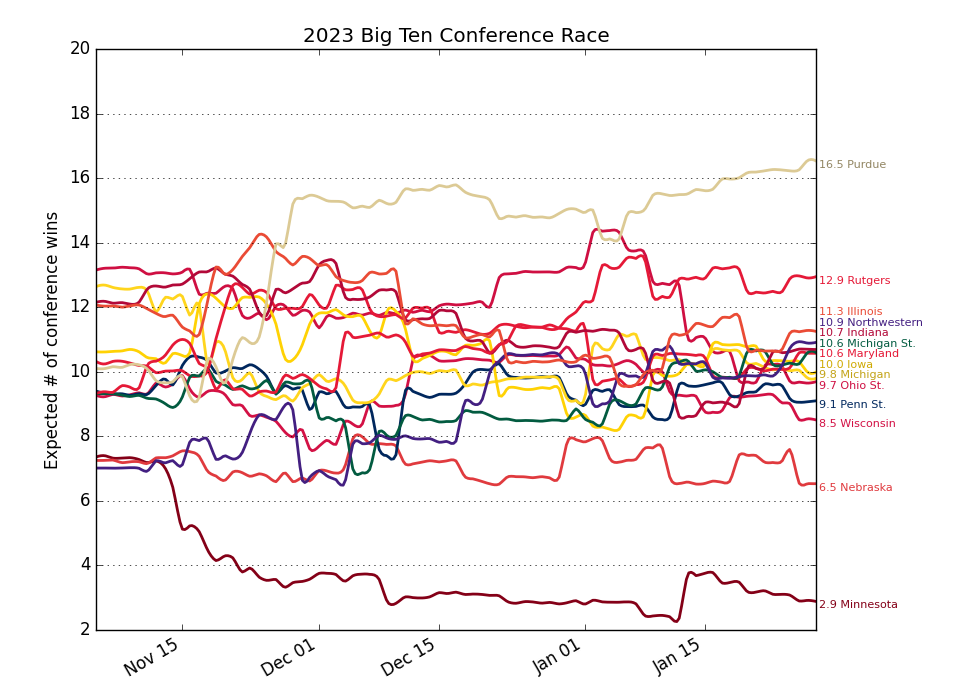 2023 Big Ten Conference Race
Expected # of conference wins
20
18
16
14
12
10
8
6
4
2
Nov 15
Dec 01
Dec 15
Jan 01
Jan 15
16.5 Purdue
12.9 Rutgers
11.3 Illinois
10.9 Northwestern
10.7 Indiana
10.6 Michigan St.
10.6 Maryland
10.0 Iowa
9.8 Michigan
9.7 Ohio St.
9.1 Penn St.
8.5 Wisconsin
6.5 Nebraska
2.9 Minnesota